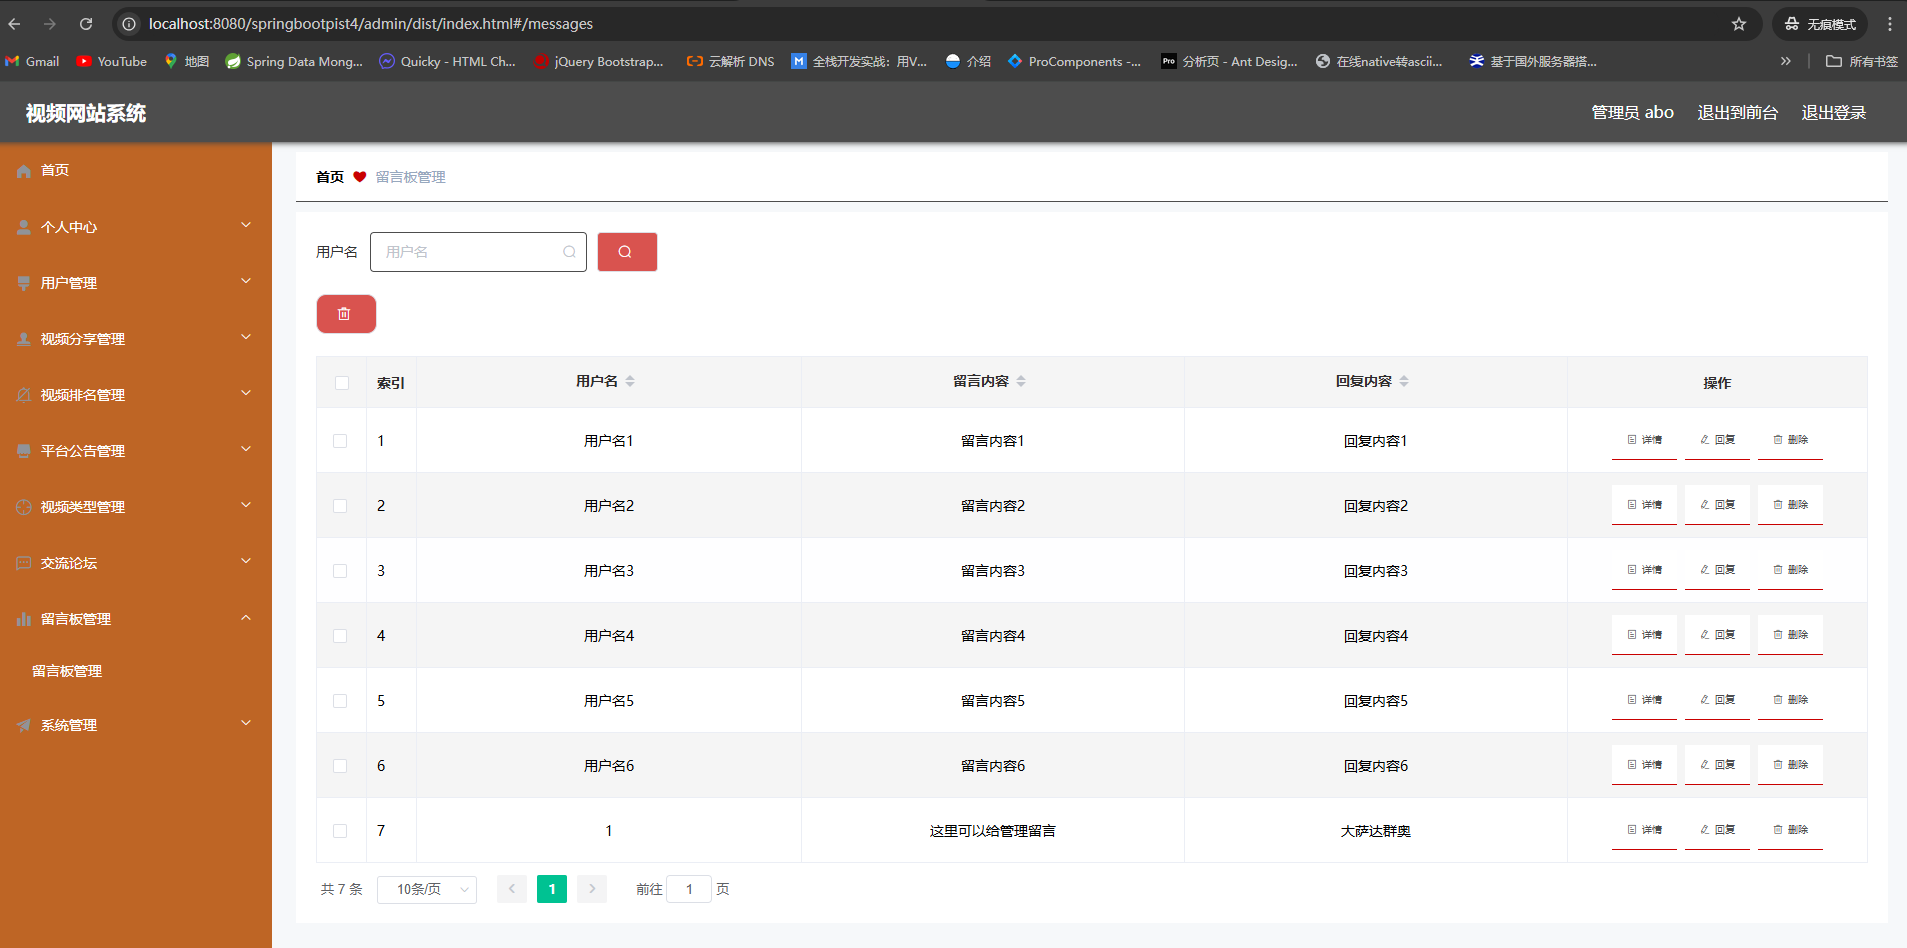 localhost:8080/springbootpist4/admin/dist/index.html#/messages
无痕模式
Gmail YouTube 地图 Spring Data Mong... Quicky - HTML Ch... jQuery Bootstrap... 云解析 DNS M 全栈开发实战：用V... 介绍 ProComponents -... Pro 分析页 - Ant Desig... 在线native转ascii... 基于国外服务器搭... 所有书签
视频网站系统
管理员 abo 退出到前台 退出登录
首页
个人中心
用户管理
视频分享管理
视频排名管理
平台公告管理
视频类型管理
交流论坛
留言板管理
留言板管理
系统管理
首页 留言板管理
用户名 用户名
索引 用户名 留言内容 回复内容 操作
1 用户名1 留言内容1 回复内容1 详情 回复 删除
2 用户名2 留言内容2 回复内容2 详情 回复 删除
3 用户名3 留言内容3 回复内容3 详情 回复 删除
4 用户名4 留言内容4 回复内容4 详情 回复 删除
5 用户名5 留言内容5 回复内容5 详情 回复 删除
6 用户名6 留言内容6 回复内容6 详情 回复 删除
7 1 这里可以给管理留言 大萨达群奥 详情 回复 删除
共 7 条 10条/页 1 前往 1 页